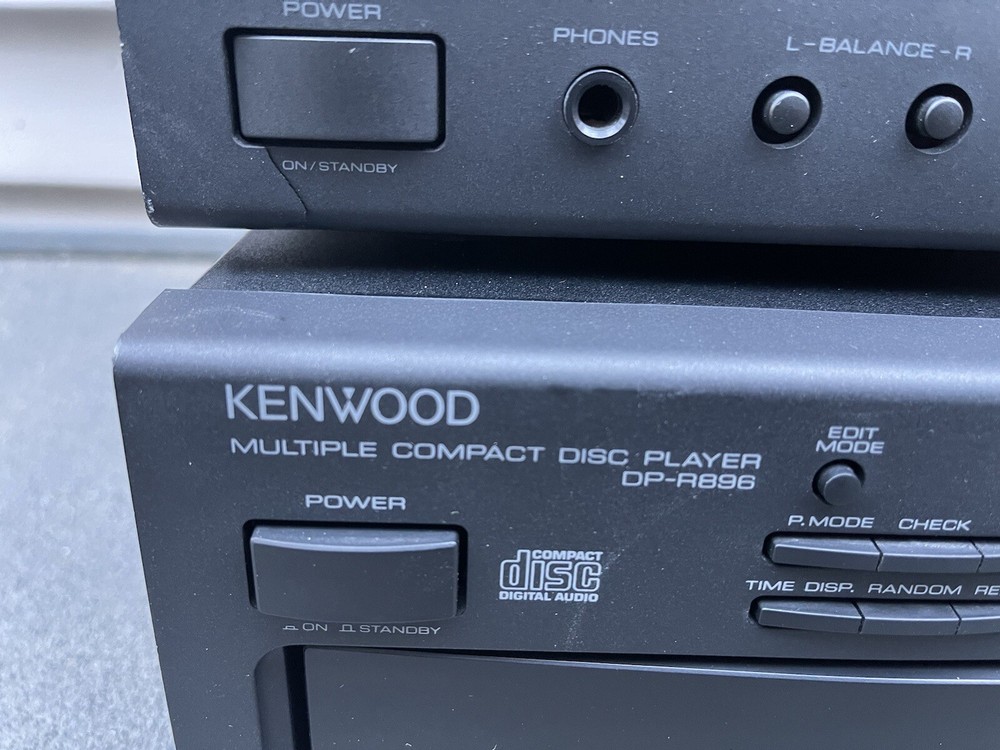 POWER
PHONES
L-BALANCE-R
ON/STANDBY
KENWOOD
MULTIPLE COMPACT DISC PLAYER
DP-R896
EDIT
MODE
POWER
P.MODE CHECK
COMPACT
disc
DIGITAL AUDIO
TIME DISP. RANDOM
ON STANDBY